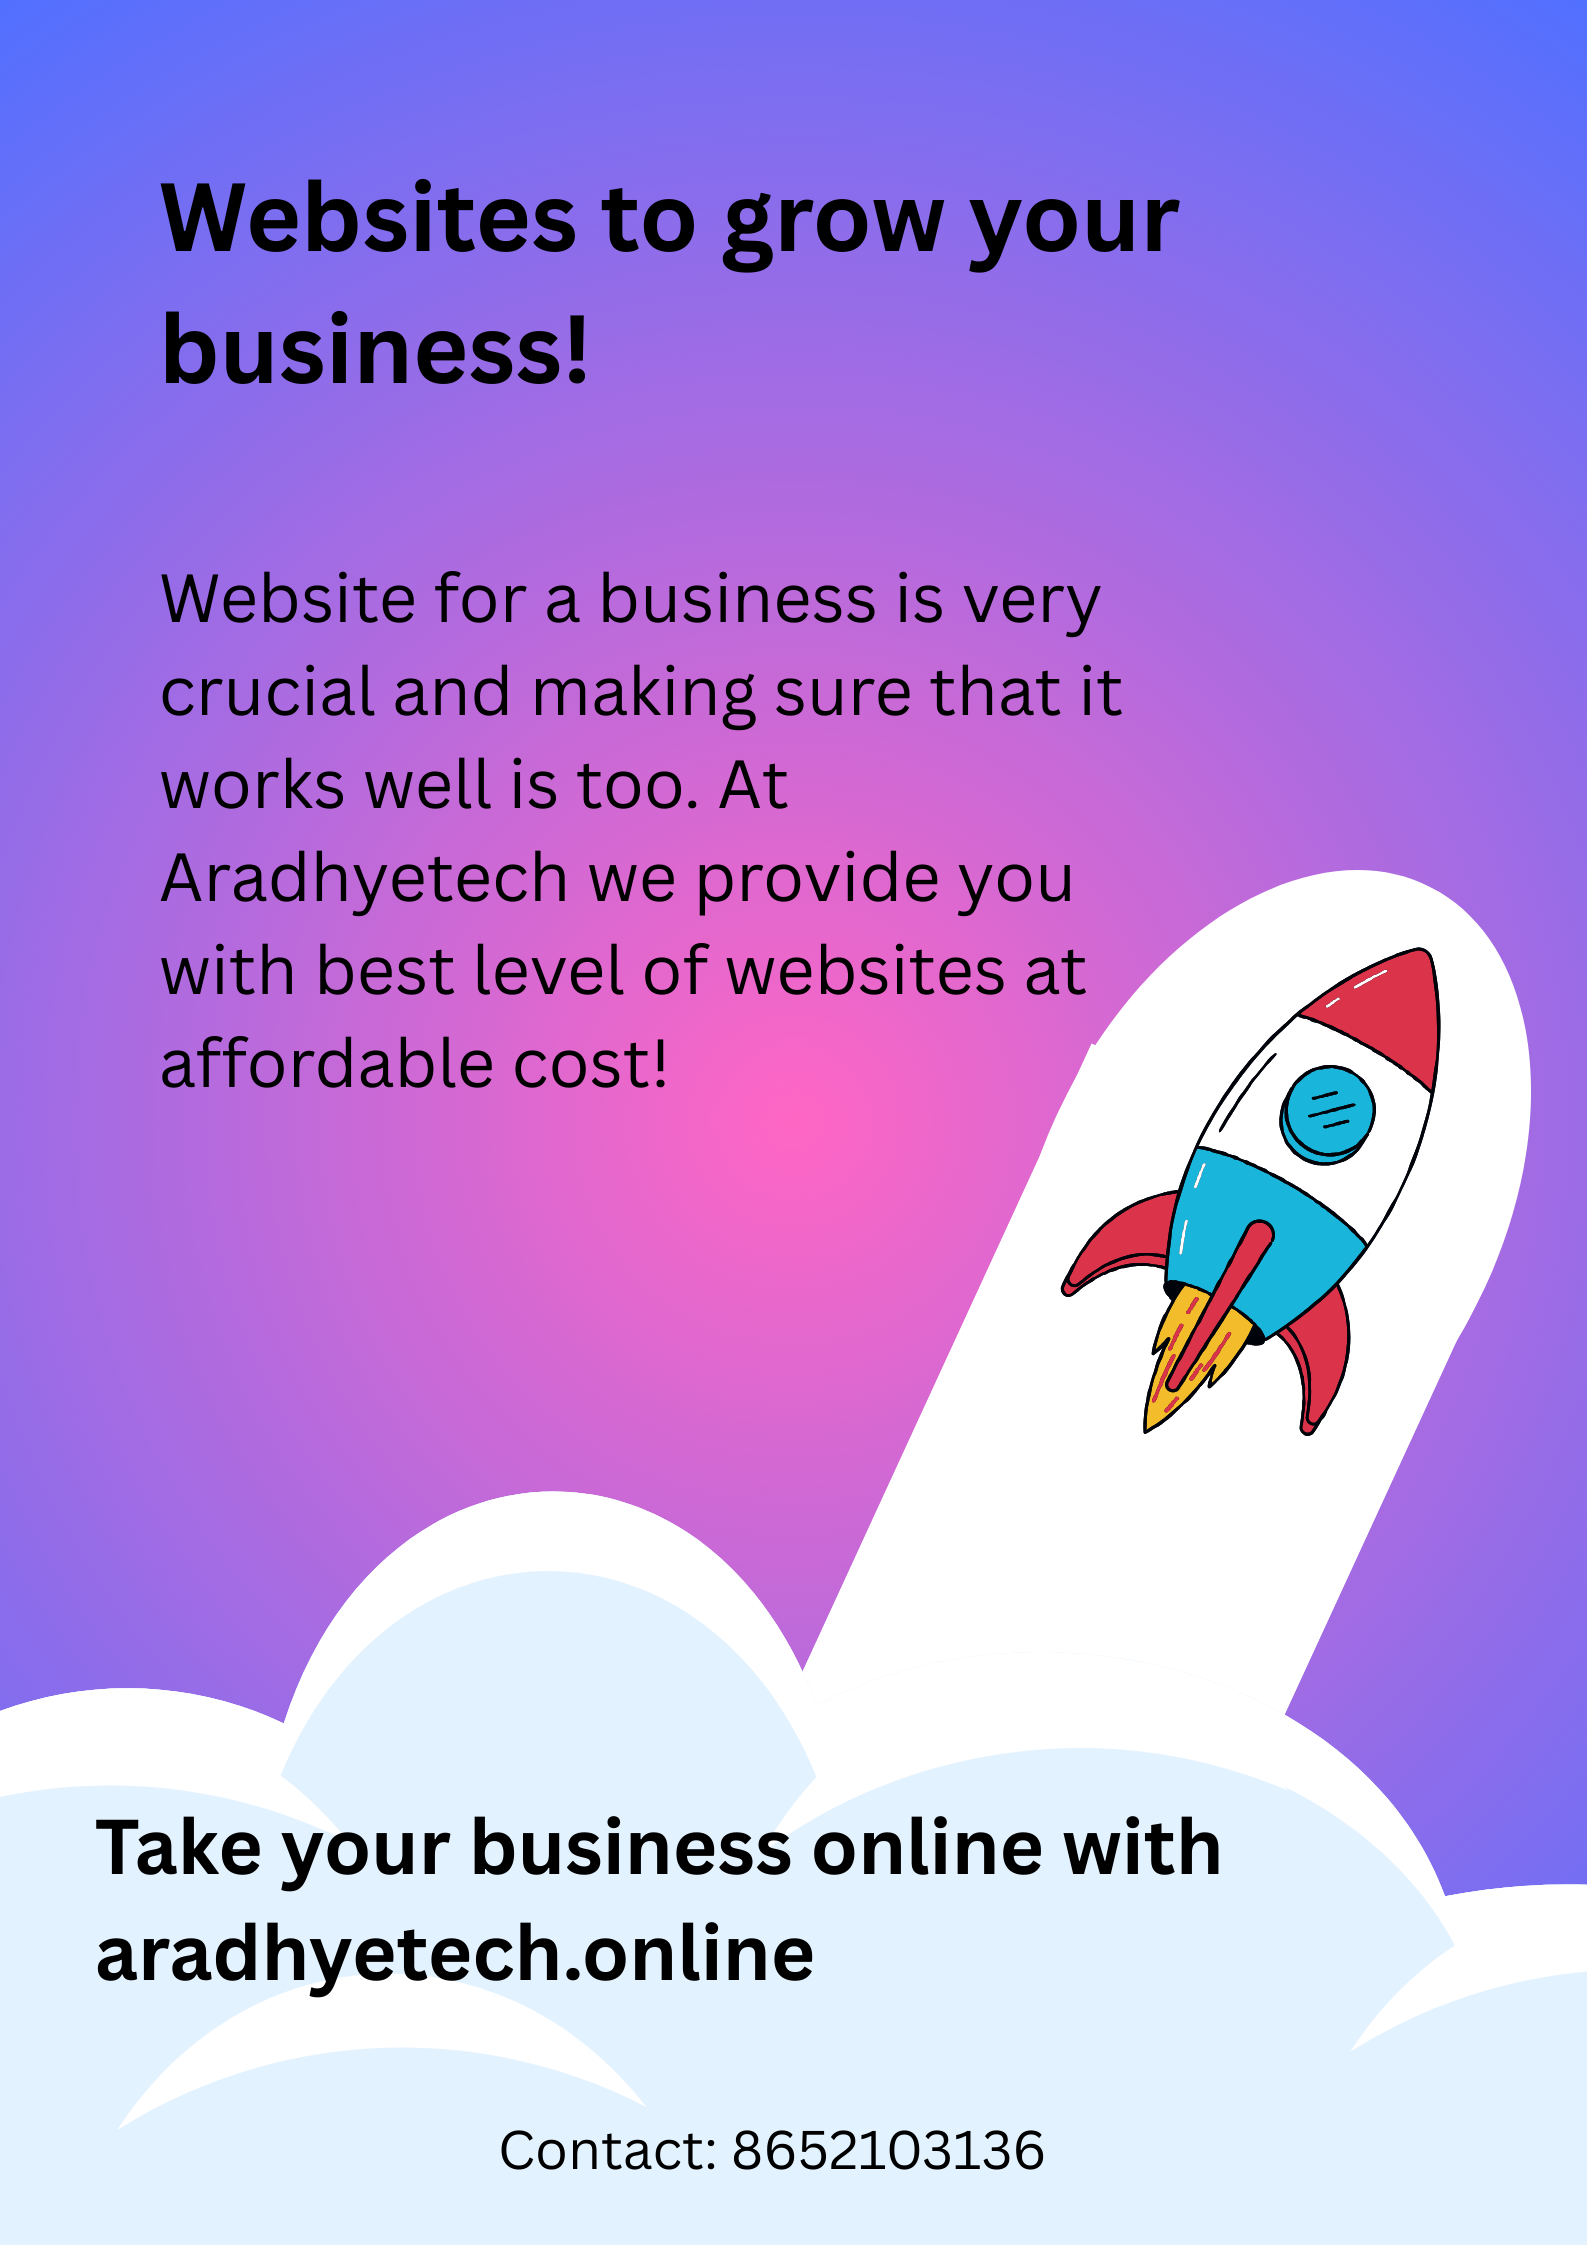 Websites to grow your
business!
Website for a business is very
crucial and making sure that it
works well is too. At
Aradhyetech we provide you
with best level of websites at
affordable cost!
Take your business online with
aradhyetech.online
Contact: 8652103136